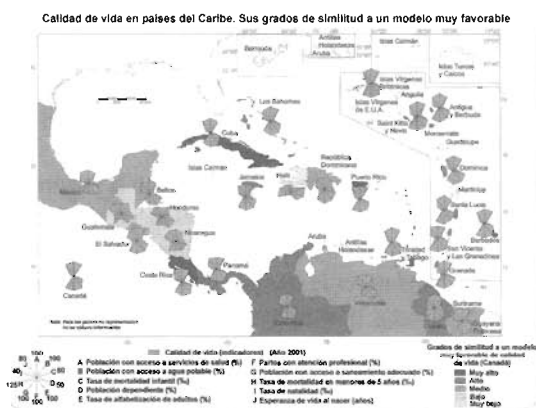 Calidad de vida en países del Caribe. Sus grados de similitud a un modelo muy favorable
Bermuda
Antillas
Holandesas
Aruba
Islas Caimán
Islas Turcas
y Caicos
Islas Vírgenes
Británicas
Anguila
Islas Vírgenes
de E.U.A.
Antigua
y Barbuda
Saint Kitts
y Nevis
Monserrate
Guadalupe
Las Bahamas
Cuba
Islas Caimán
República
Dominicana
Haití
Jamaica
Puerto Rico
Dominica
Martinica
Santa Lucía
Barbados
San Vicente
y Las Granadinas
Granada
México
Belice
Honduras
Guatemala
El Salvador
Nicaragua
Costa Rica
Panamá
Canadá
Aruba
Antillas
Holandesas
Trinidad
y Tobago
Venezuela
Colombia
Guyana
Suriname
Guayana
Francesa
Calidad de vida (indicadores) (Año 2001)
A Población con acceso a servicios de salud (%)
B Población con acceso a agua potable (%)
C Tasa de mortalidad infantil (‰)
D Población dependiente (%)
E Tasa de alfabetización de adultos (%)
F Partos con atención profesional (%)
G Población con acceso a saneamiento adecuado (%)
H Tasa de mortalidad en menores de 5 años (‰)
I Tasa de natalidad (‰)
J Esperanza de vida al nacer (años)
Grados de similitud a un modelo
muy favorable de calidad
de vida (Canadá)
Muy alto
Alto
Medio
Bajo
Muy bajo